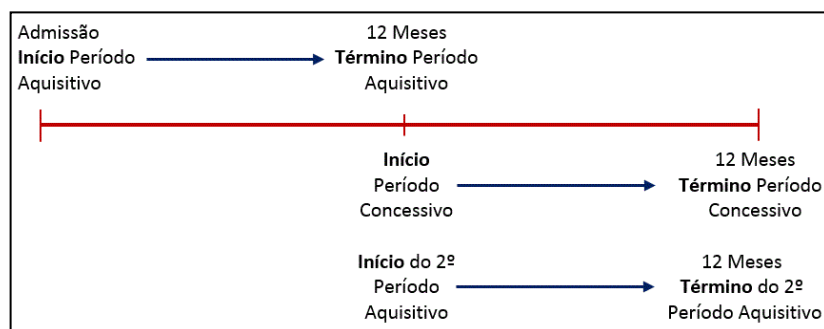 Admissão
Início Período
Aquisitivo
12 Meses
Término Período
Aquisitivo
Início
Período
Concessivo
12 Meses
Término Período
Concessivo
Início do 2º
Período
Aquisitivo
12 Meses
Término do 2º
Período Aquisitivo